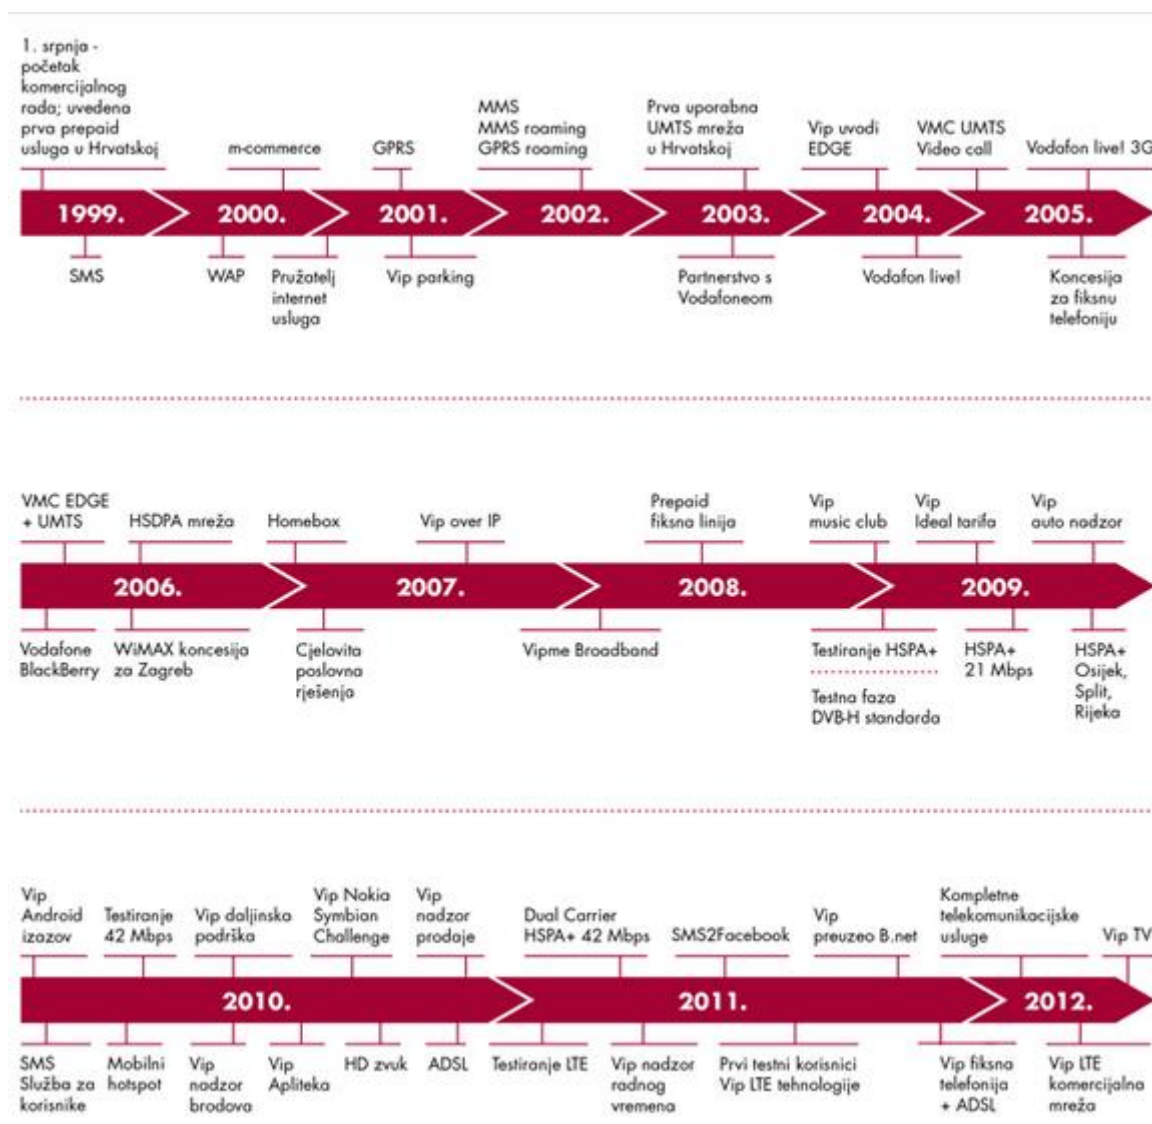 1. srpnja -
početak
komercijalnog
rada; uvedena
prva prepaid
usluga u Hrvatskoj
m-commerce
GPRS
MMS
MMS roaming
GPRS roaming
Prva uporabna
UMTS mreža
u Hrvatskoj
Vip uvodi
EDGE
VMC UMTS
Video call
Vodafon live! 3G
1999.
2000.
2001.
2002.
2003.
2004.
2005.
SMS
WAP
Pružatelj
internet
usluga
Vip parking
Partnerstvo s
Vodafoneom
Vodafon live!
Koncesija
za fiksnu
telefoniju
VMC EDGE
+ UMTS
HSDPA mreža
Homebox
Vip over IP
Prepaid
fiksna linija
Vip
music club
Vip
Ideal tarifa
Vip
auto nadzor
2006.
2007.
2008.
2009.
Vodafone
BlackBerry
WiMAX koncesija
za Zagreb
Cjelovita
poslovna
rješenja
Vipme Broadband
Testiranje HSPA+
Testna faza
DVB-H standarda
HSPA+
21 Mbps
HSPA+
Osijek,
Split,
Rijeka
Vip
Android
izazov
Testiranje
42 Mbps
Vip daljinska
podrška
Vip Nokia
Symbian
Challenge
Vip
nadzor
prodaje
Dual Carrier
HSPA+ 42 Mbps
SMS2Facebook
Vip
preuzeo B.net
Kompletne
telekomunikacijske
usluge
Vip TV
2010.
2011.
2012.
SMS
Služba za
korisnike
Mobilni
hotspot
Vip
nadzor
brodova
Vip
Apliteka
HD zvuk
ADSL
Testiranje LTE
Vip nadzor
radnog
vremena
Prvi testni korisnici
Vip LTE tehnologije
Vip fiksna
telefonija
+ ADSL
Vip LTE
komercijalna
mreža